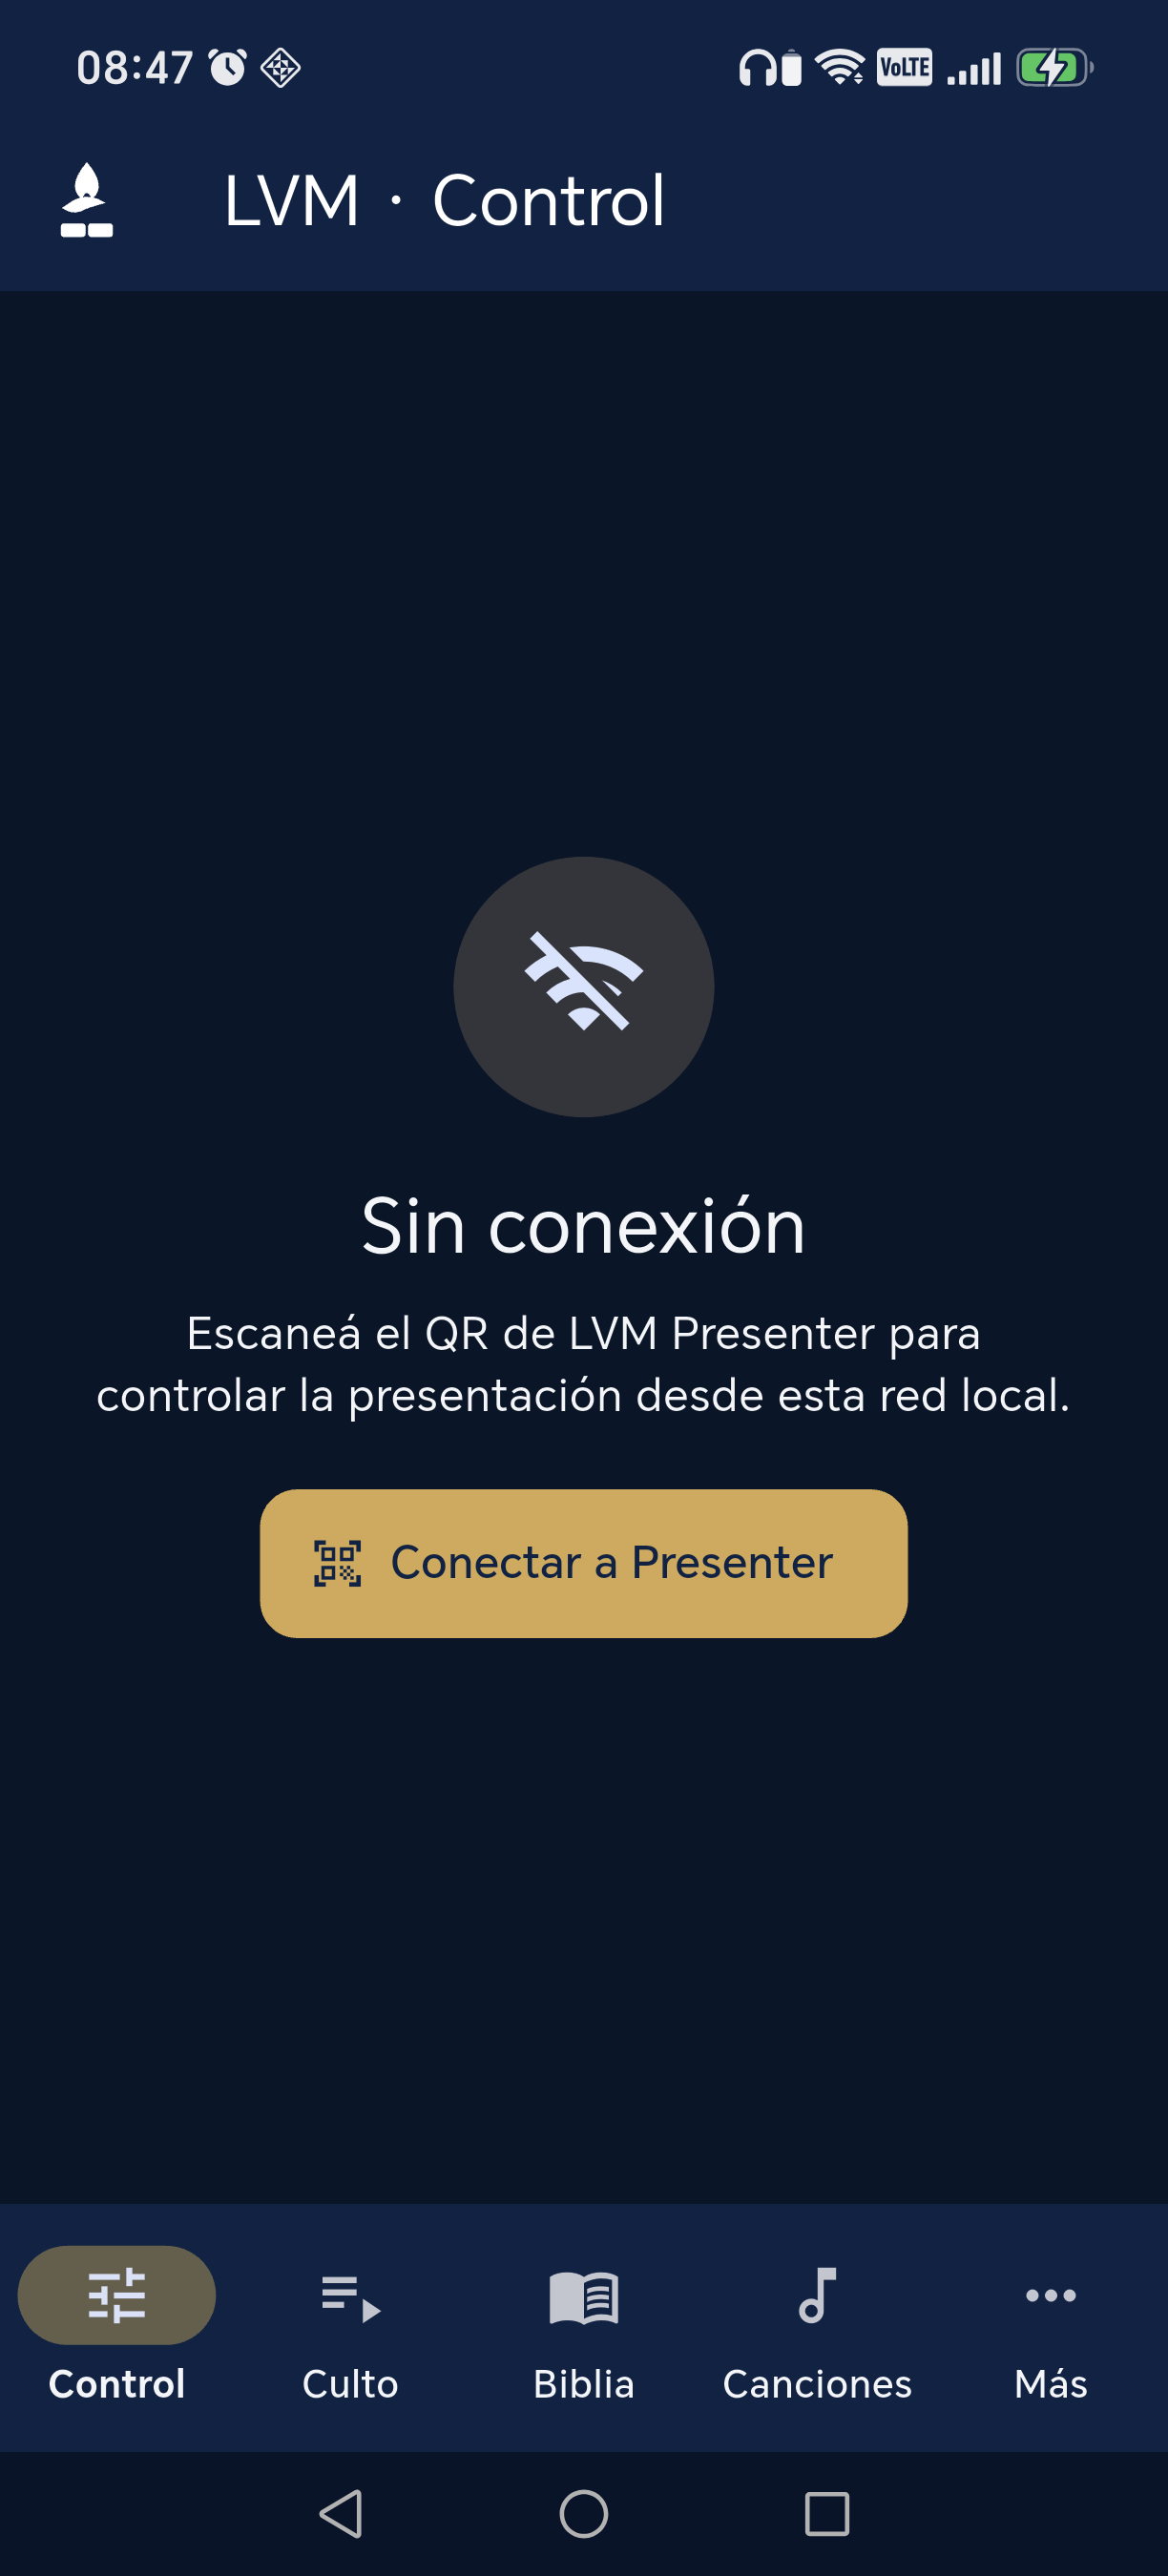 08:47
VoLTE
LVM · Control
Sin conexión
Escaneá el QR de LVM Presenter para
controlar la presentación desde esta red local.
Conectar a Presenter
Control
Culto
Biblia
Canciones
Más